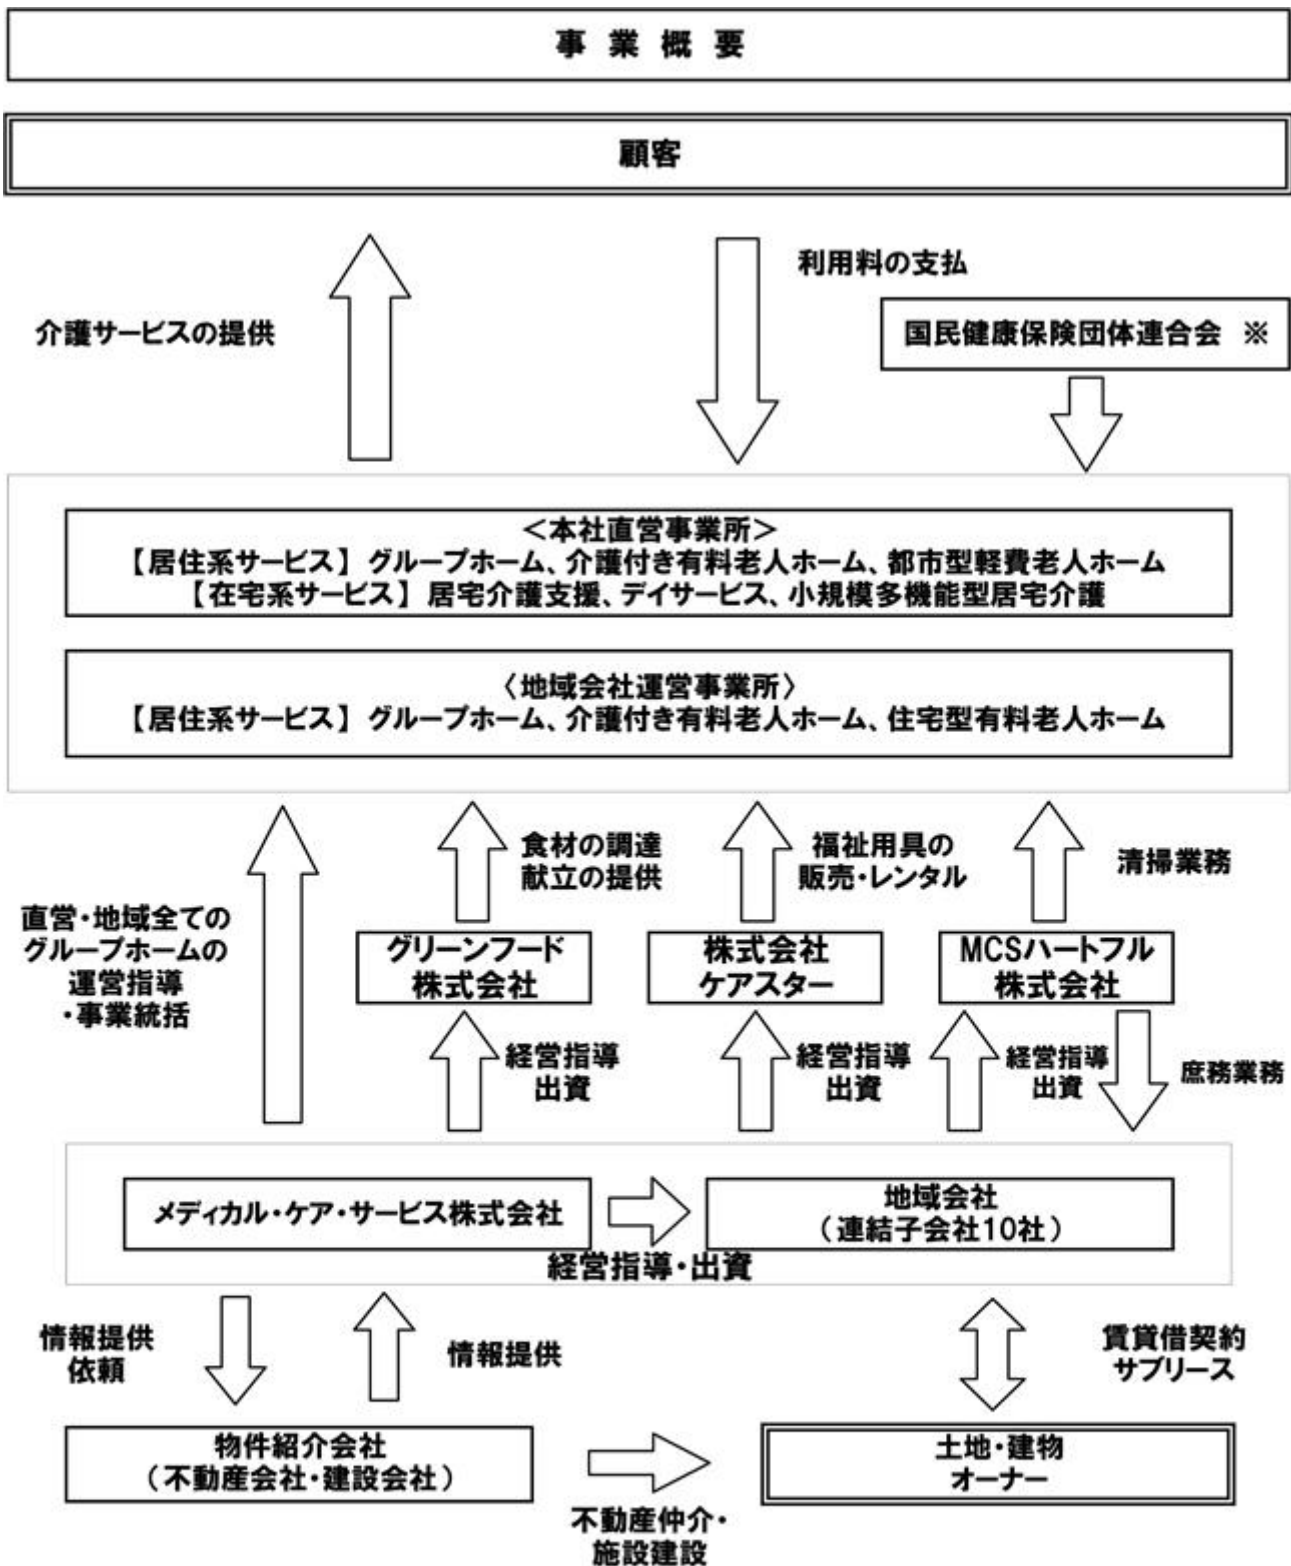 事業概要
顧客
利用料の支払
介護サービスの提供
国民健康保険団体連合会 ※
＜本社直営事業所＞
【居住系サービス】グループホーム、介護付き有料老人ホーム、都市型軽費老人ホーム
【在宅系サービス】居宅介護支援、デイサービス、小規模多機能型居宅介護
〈地域会社運営事業所〉
【居住系サービス】グループホーム、介護付き有料老人ホーム、住宅型有料老人ホーム
直営・地域全ての
グループホームの
運営指導
・事業統括
食材の調達
献立の提供
福祉用具の
販売・レンタル
清掃業務
グリーンフード
株式会社
株式会社
ケアスター
MCSハートフル
株式会社
経営指導
出資
経営指導
出資
経営指導
出資
庶務業務
メディカル・ケア・サービス株式会社
地域会社
（連結子会社10社）
経営指導・出資
情報提供
依頼
情報提供
賃貸借契約
サブリース
物件紹介会社
（不動産会社・建設会社）
土地・建物
オーナー
不動産仲介・
施設建設